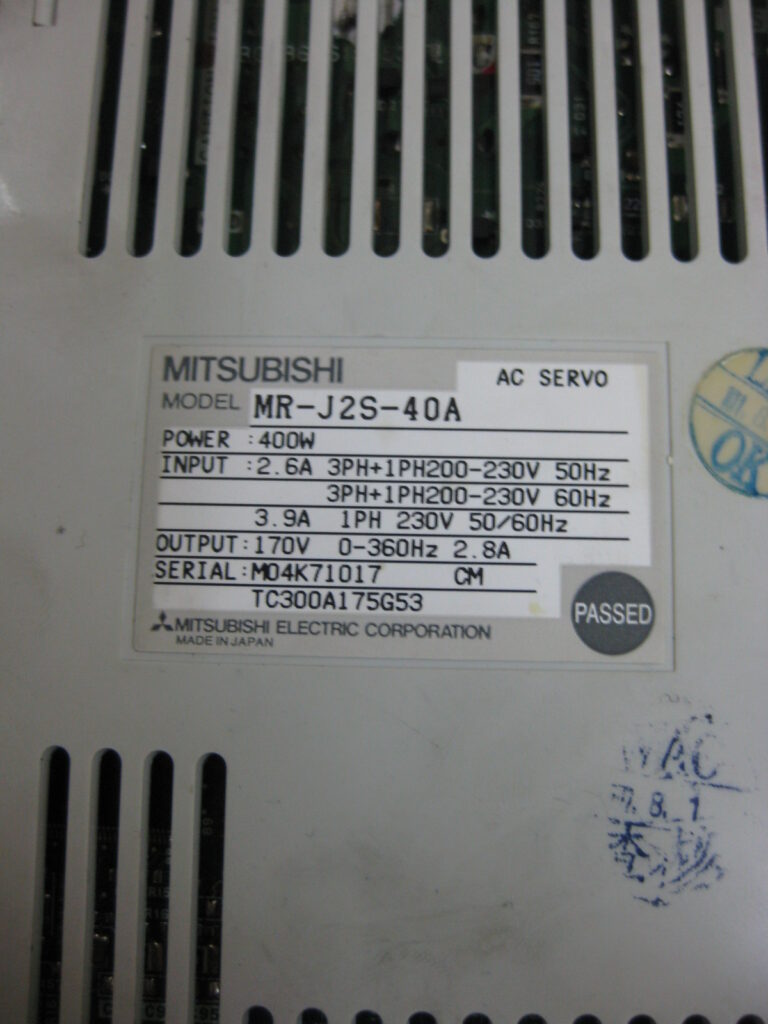 MITSUBISHI
AC SERVO
MODEL MR-J2S-40A
POWER :400W
INPUT :2.6A 3PH+1PH200-230V 50Hz
3PH+1PH200-230V 60Hz
3.9A 1PH 230V 50/60Hz
OUTPUT:170V 0-360Hz 2.8A
SERIAL:M04K71017 CM
TC300A175G53
PASSED
MITSUBISHI ELECTRIC CORPORATION
MADE IN JAPAN
OK
8.1